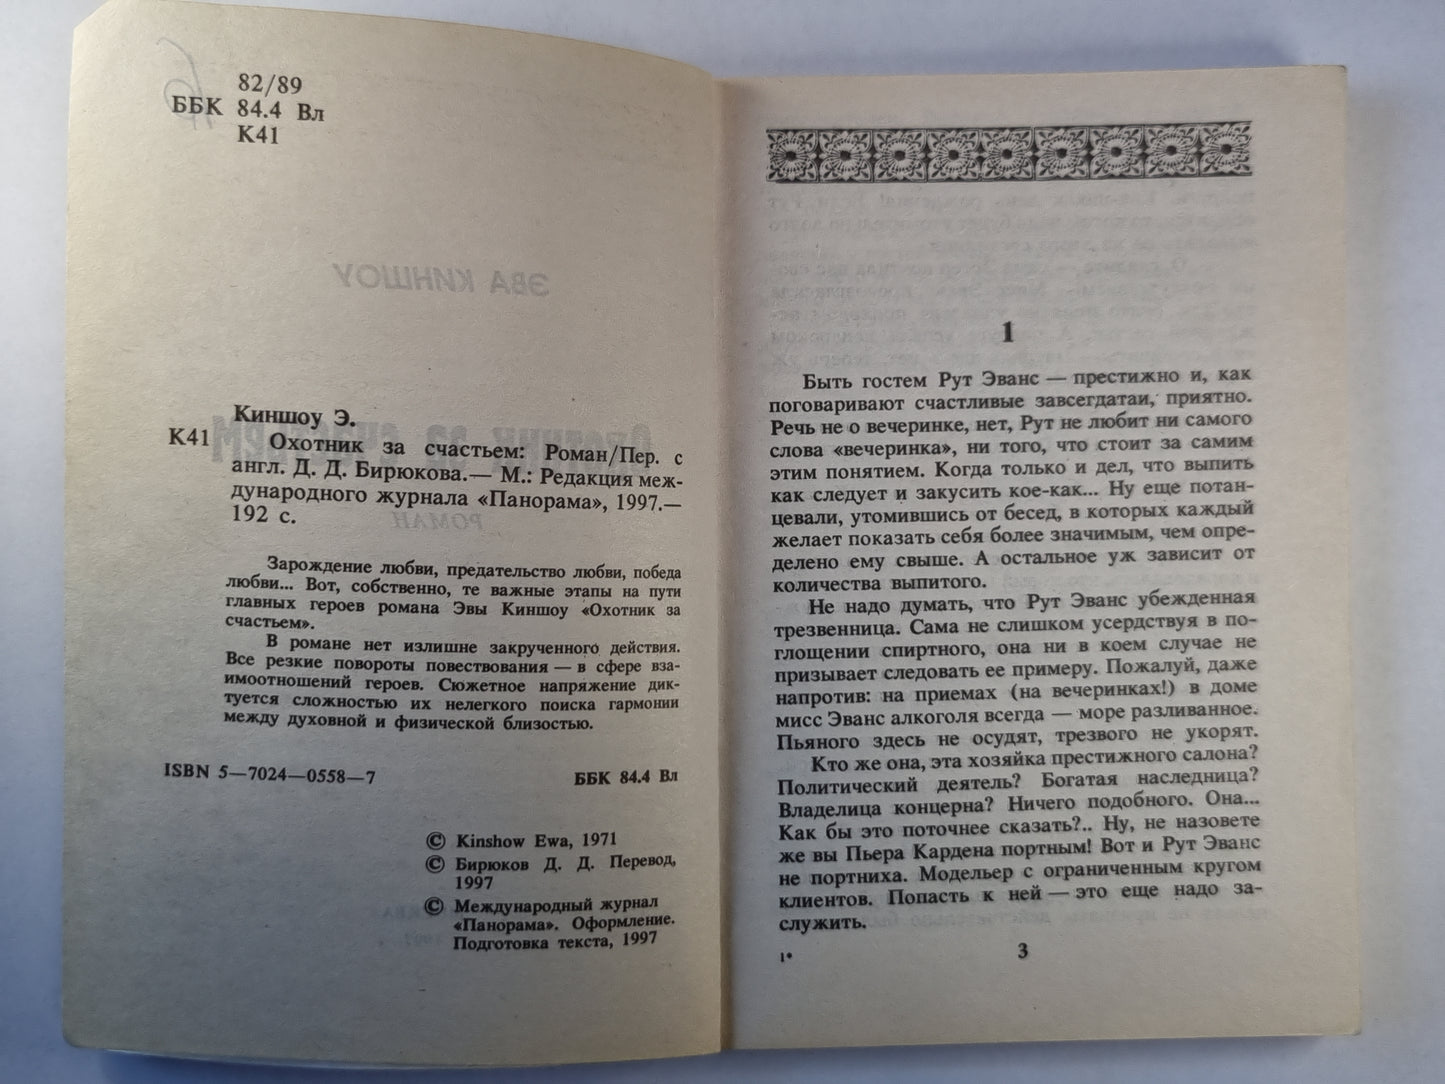 82/89
ББК 84.4 Вл
К41
ЭВА КИНШОУ
РОМАН
Киншоу Э.
К41 Охотник за счастьем: Роман/Пер. с
англ. Д. Д. Бирюкова.— М.: Редакция меж-
дународного журнала «Панорама», 1997.—
192 с.
Зарождение любви, предательство любви, победа
любви... Вот, собственно, те важные этапы на пути
главных героев романа Эвы Киншоу «Охотник за
счастьем».
В романе нет излишне закрученного действия.
Все резкие повороты повествования — в сфере вза-
имоотношений героев. Сюжетное напряжение дик-
туется сложностью их нелегкого поиска гармонии
между духовной и физической близостью.
ISBN 5—7024—0558—7 ББК 84.4 Вл
© Kinshow Ewa, 1971
© Бирюков Д. Д. Перевод,
1997
© Международный журнал
«Панорама». Оформление.
Подготовка текста, 1997
1
Быть гостем Рут Эванс — престижно и, как
поговаривают счастливые завсегдатаи, приятно.
Речь не о вечеринке, нет, Рут не любит ни самого
слова «вечеринка», ни того, что стоит за самим
этим понятием. Когда только и дел, что выпить
как следует и закусить кое-как... Ну еще потан-
цевали, утомившись от бесед, в которых каждый
желает показать себя более значимым, чем опре-
делено ему свыше. А остальное уж зависит от
количества выпитого.
Не надо думать, что Рут Эванс убежденная
трезвенница. Сама не слишком усердствуя в по-
глощении спиртного, она ни в коем случае не
призывает следовать ее примеру. Пожалуй, даже
напротив: на приемах (на вечеринках!) в доме
мисс Эванс алкоголя всегда — море разливанное.
Пьяного здесь не осудят, трезвого не укорят.
Кто же она, эта хозяйка престижного салона?
Политический деятель? Богатая наследница?
Владелица концерна? Ничего подобного. Она...
Как бы это поточнее сказать?.. Ну, не назовете
же вы Пьера Кардена портным! Вот и Рут Эванс
не портниха. Модельер с ограниченным кругом
клиентов. Попасть к ней — это еще надо за-
служить.
1* 3